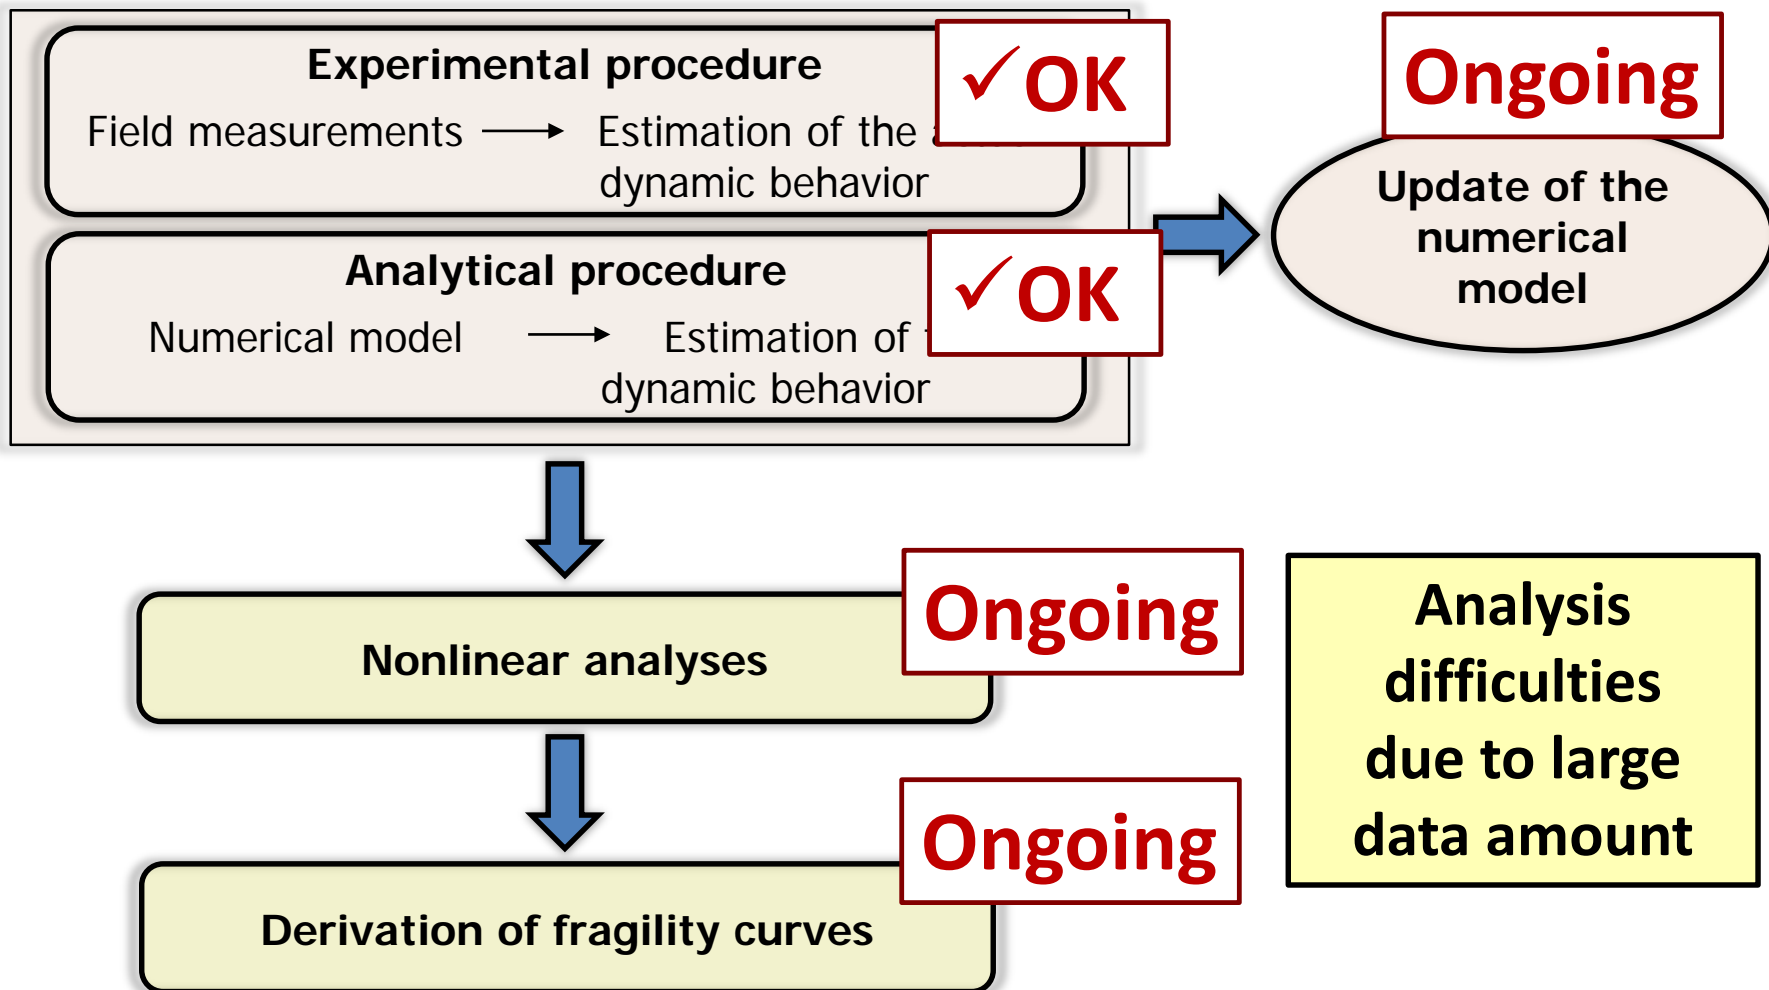 Experimental procedure
✓OK
Field measurements → Estimation of the
dynamic behavior
Ongoing
Update of the
numerical
model
Analytical procedure
✓OK
Numerical model → Estimation of
dynamic behavior
Nonlinear analyses
Ongoing
Analysis
difficulties
due to large
data amount
Derivation of fragility curves
Ongoing